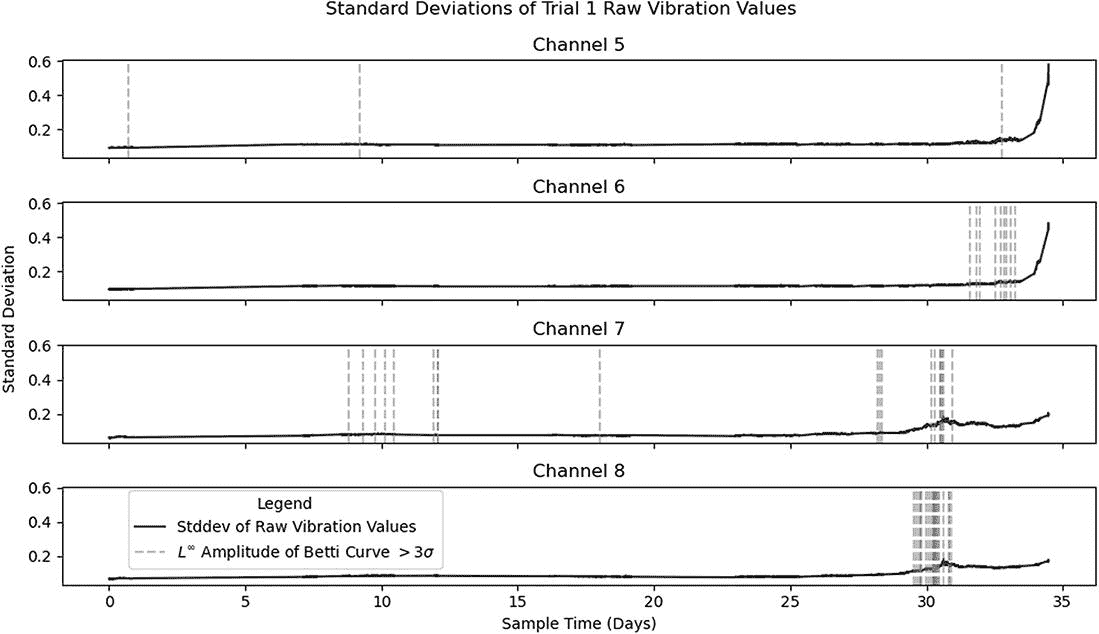 Standard Deviations of Trial 1 Raw Vibration Values
Channel 5
0.6
0.4
0.2
Channel 6
0.6
0.4
0.2
Standard Deviation
Channel 7
0.6
0.4
0.2
Channel 8
0.6
0.4
0.2
Legend
Stddev of Raw Vibration Values
L∞ Amplitude of Betti Curve > 3σ
0 5 10 15 20 25 30 35
Sample Time (Days)